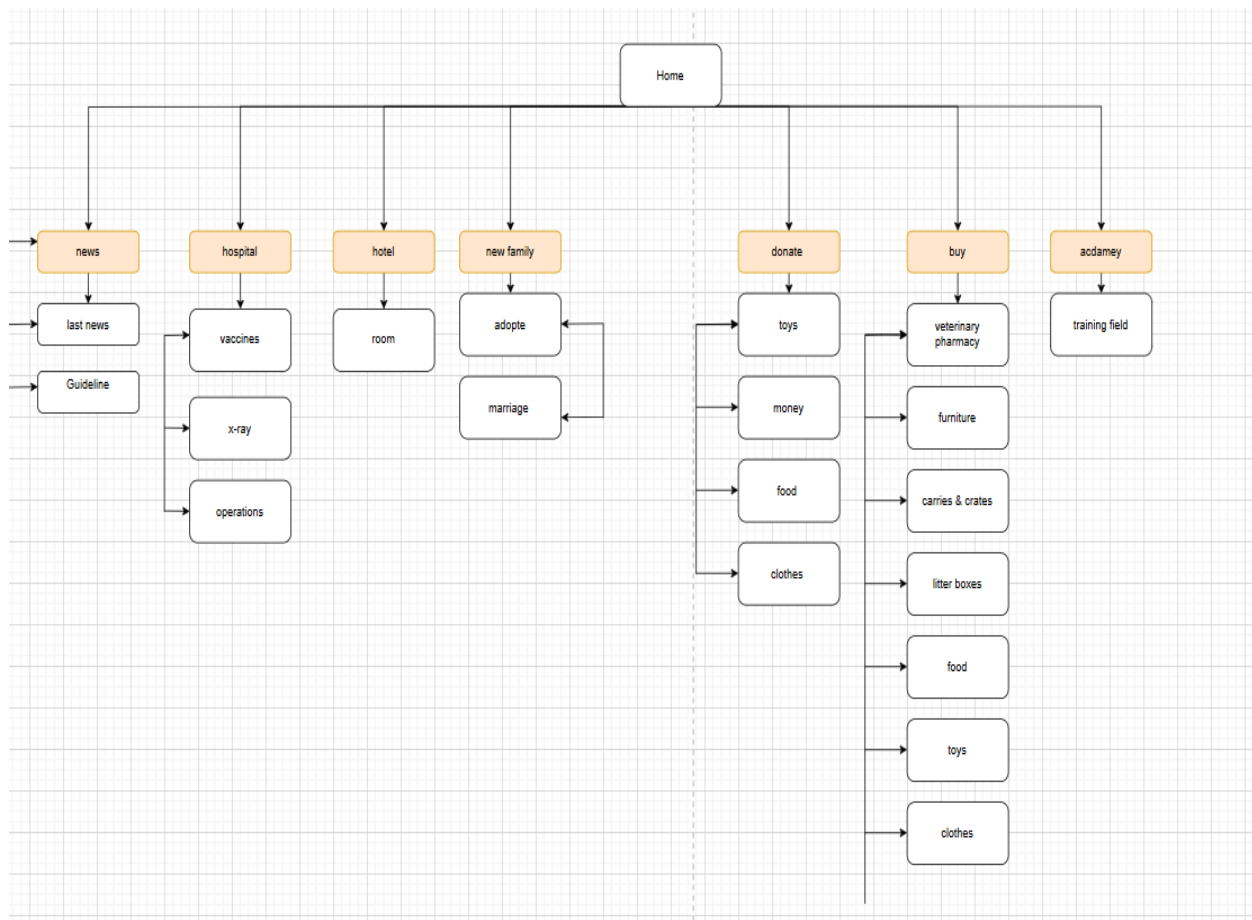 Home
news
hospital
hotel
new family
donate
buy
acdamey
last news
Guideline
vaccines
x-ray
operations
room
adopte
marriage
toys
money
food
clothes
veterinary
pharmacy
furniture
carries & crates
litter boxes
food
toys
clothes
training field